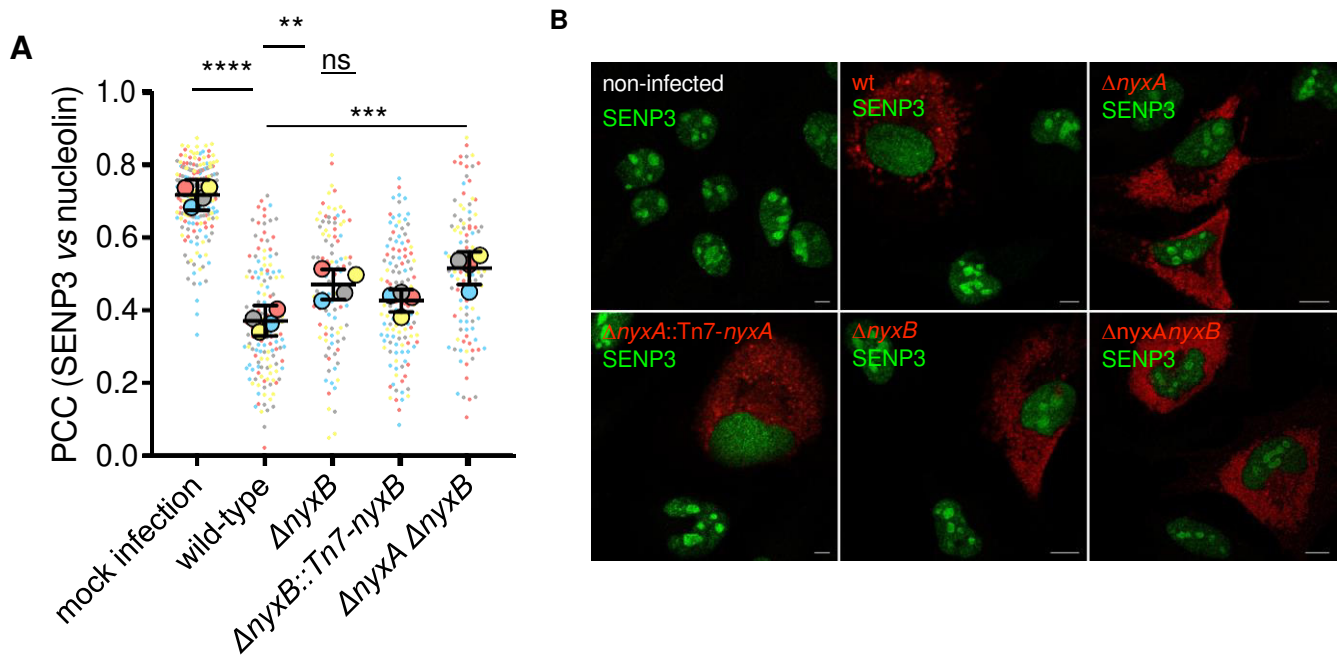 A
**
ns
****
***
PCC (SENP3 vs nucleolin)
1.0
0.8
0.6
0.4
0.2
0.0
mock infection
wild-type
ΔnyxB
ΔnyxB::Tn7-nyxB
ΔnyxA ΔnyxB
B
non-infected
SENP3
wt
SENP3
ΔnyxA
SENP3
ΔnyxA::Tn7-nyxA
SENP3
ΔnyxB
SENP3
ΔnyxAnyxB
SENP3